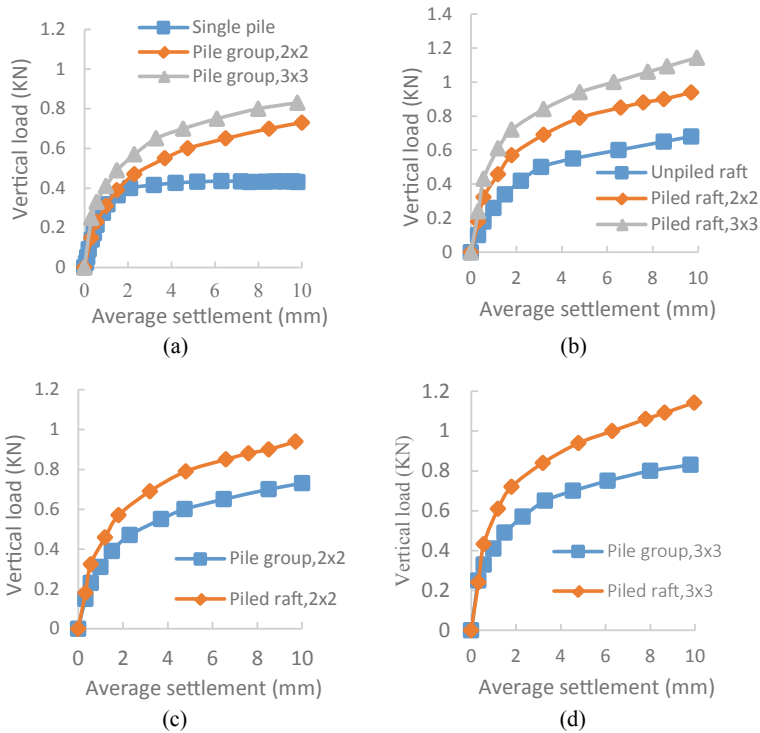 Vertical load (KN)
1.2
1
0.8
0.6
0.4
0.2
0
Single pile
Pile group,2x2
Pile group,3x3
0 2 4 6 8 10
Average settlement (mm)
(a)
Vertical load (KN)
1.4
1.2
1
0.8
0.6
0.4
0.2
0
Unpiled raft
Piled raft,2x2
Piled raft,3x3
0 2 4 6 8 10
Average settlement (mm)
(b)
Vertical load (KN)
1.2
1
0.8
0.6
0.4
0.2
0
Pile group,2x2
Piled raft,2x2
0 2 4 6 8 10
Average settlement (mm)
(c)
Vertical load (KN)
1.2
1
0.8
0.6
0.4
0.2
0
Pile group,3x3
Piled raft,3x3
0 2 4 6 8 10
Average settlement (mm)
(d)